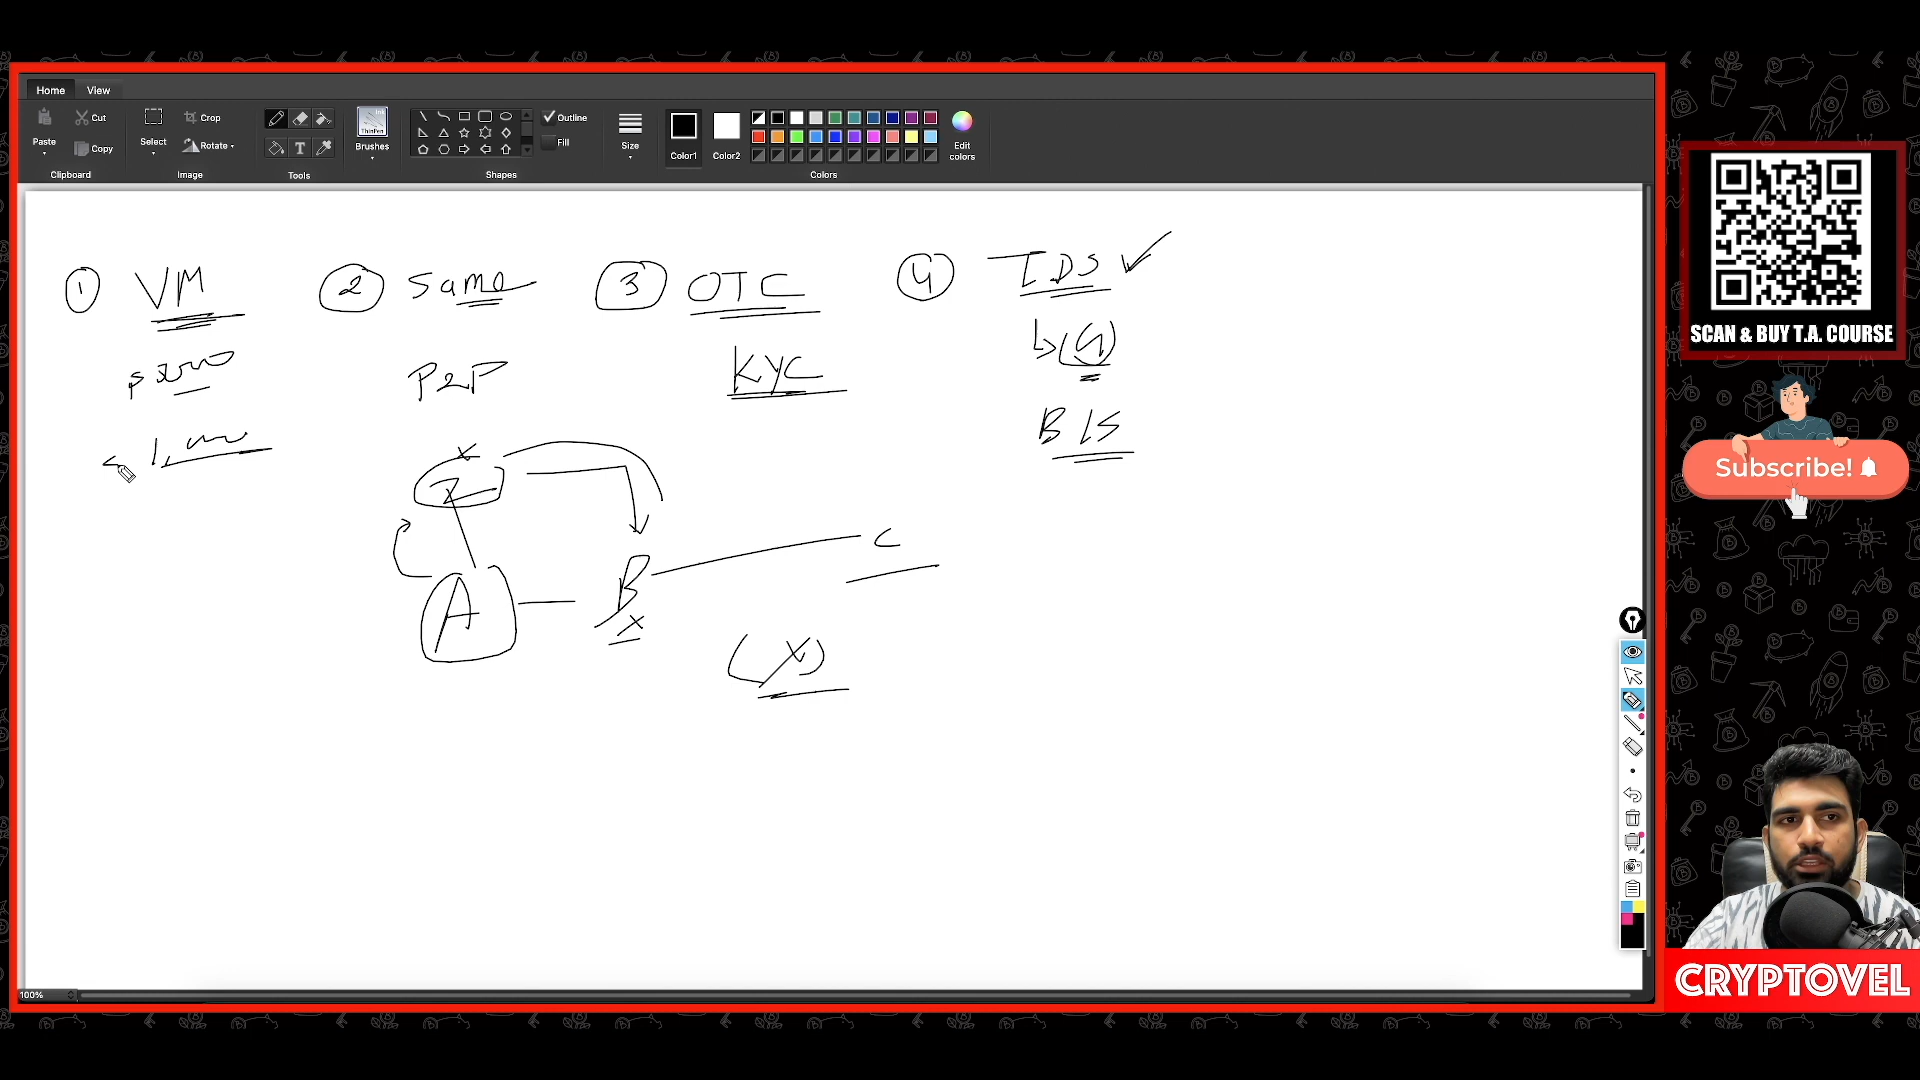 Home View
Paste
Cut
Copy
Clipboard
Select
Crop
Rotate
Image
Tools
ThinPen
Brushes
Shapes
Outline
Fill
Size
Color1
Color2
Colors
Edit colors
① VM ② Same ③ OTC ④ TDS ✓
P2P KYC
B/S
x
A B C
x
(x)
100%
SCAN & BUY T.A. COURSE
Subscribe!
CRYPTOVEL